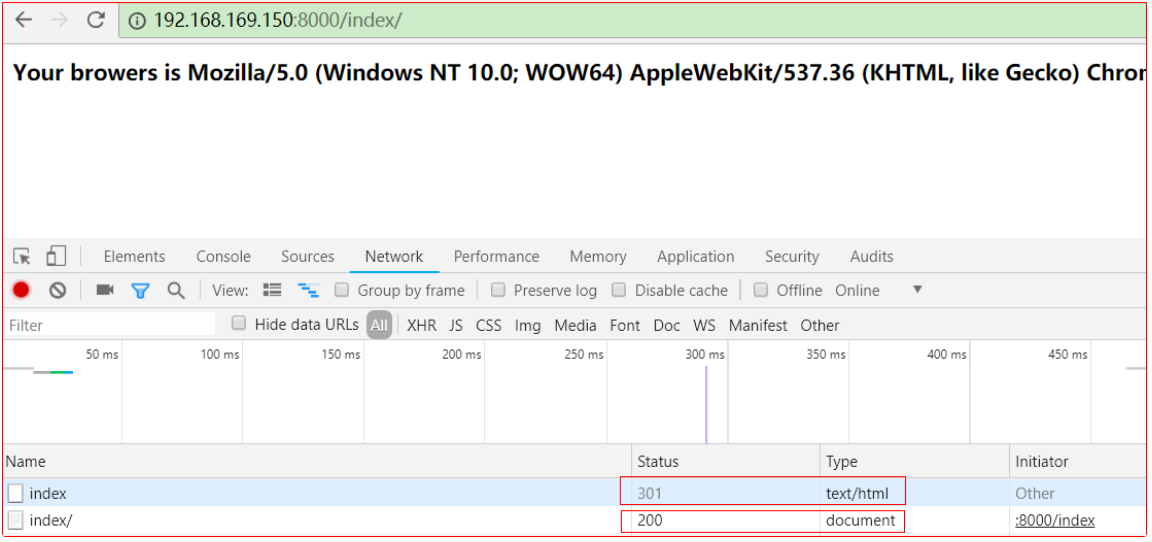 192.168.169.150:8000/index/
Your browers is Mozilla/5.0 (Windows NT 10.0; WOW64) AppleWebKit/537.36 (KHTML, like Gecko) Chror
Elements Console Sources Network Performance Memory Application Security Audits
View: Group by frame Preserve log Disable cache Offline Online
Filter Hide data URLs All XHR JS CSS Img Media Font Doc WS Manifest Other
50 ms 100 ms 150 ms 200 ms 250 ms 300 ms 350 ms 400 ms 450 ms
Name Status Type Initiator
index 301 text/html Other
index/ 200 document :8000/index